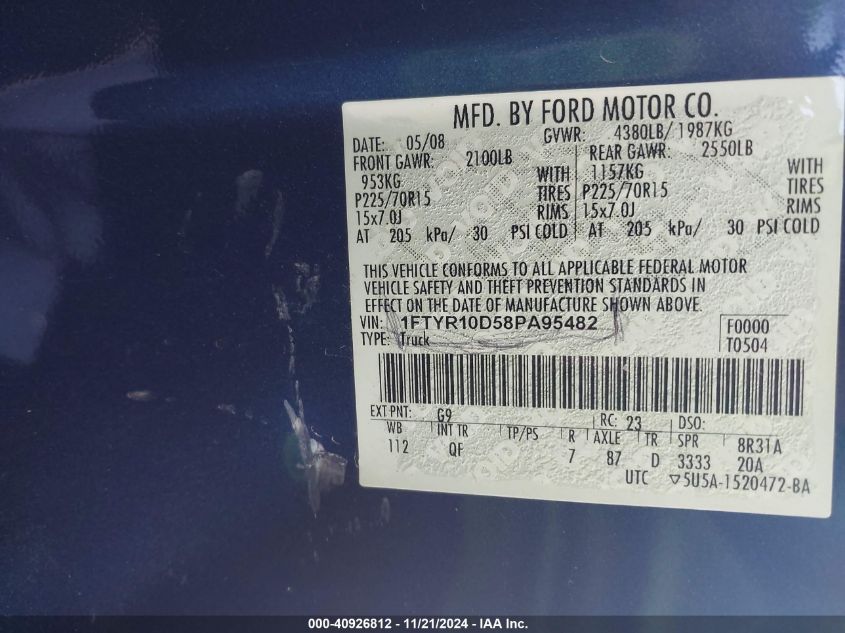 MFD. BY FORD MOTOR CO.
DATE: 05/08 GVWR: 4380LB/ 1987KG
FRONT GAWR: 2100LB REAR GAWR: 2550LB
953KG WITH 1157KG WITH
P225/70R15 TIRES P225/70R15 TIRES
15x7.0J RIMS 15x7.0J RIMS
AT 205 kPa/ 30 PSI COLD AT 205 kPa/ 30 PSI COLD
THIS VEHICLE CONFORMS TO ALL APPLICABLE FEDERAL MOTOR
VEHICLE SAFETY AND THEFT PREVENTION STANDARDS IN
EFFECT ON THE DATE OF MANUFACTURE SHOWN ABOVE.
VIN: 1FTYR10D58PA95482 F0000
TYPE: Truck T0504
EXT PNT: G9 RC: 23 DSO:
WB INT TR TP/PS R AXLE TR SPR 8R31A
112 QF 7 87 D 3333 20A
UTC ▽5U5A-1520472-BA
000-40926812 - 11/21/2024 - IAA Inc.